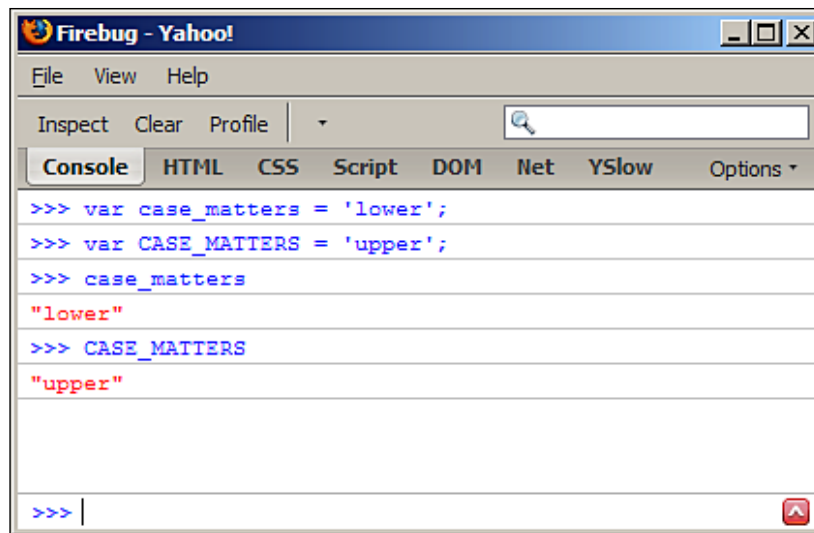 Firebug - Yahoo!
File View Help
Inspect Clear Profile
Console HTML CSS Script DOM Net YSlow Options
>>> var case_matters = 'lower';
>>> var CASE_MATTERS = 'upper';
>>> case_matters
"lower"
>>> CASE_MATTERS
"upper"
>>>